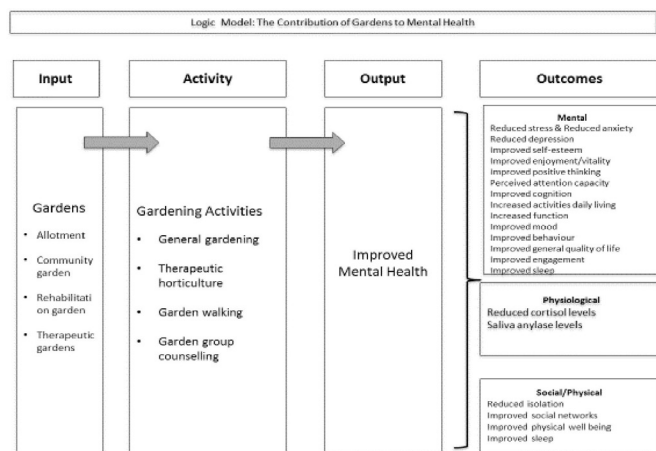 Logic Model: The Contribution of Gardens to Mental Health
Input
Activity
Output
Outcomes
Gardens
• Allotment
• Community
garden
• Rehabilitati
on garden
• Therapeutic
gardens
Gardening Activities
• General gardening
• Therapeutic
horticulture
• Garden walking
• Garden group
counselling
Improved
Mental Health
Mental
Reduced stress & Reduced anxiety
Reduced depression
Improved self-esteem
Improved enjoyment/vitality
Improved positive thinking
Perceived attention capacity
Improved cognition
Increased activities daily living
Increased function
Improved mood
Improved behaviour
Improved general quality of life
Improved engagement
Improved sleep
Physiological
Reduced cortisol levels
Saliva anylase levels
Social/Physical
Reduced isolation
Improved social networks
Improved physical well being
Improved sleep